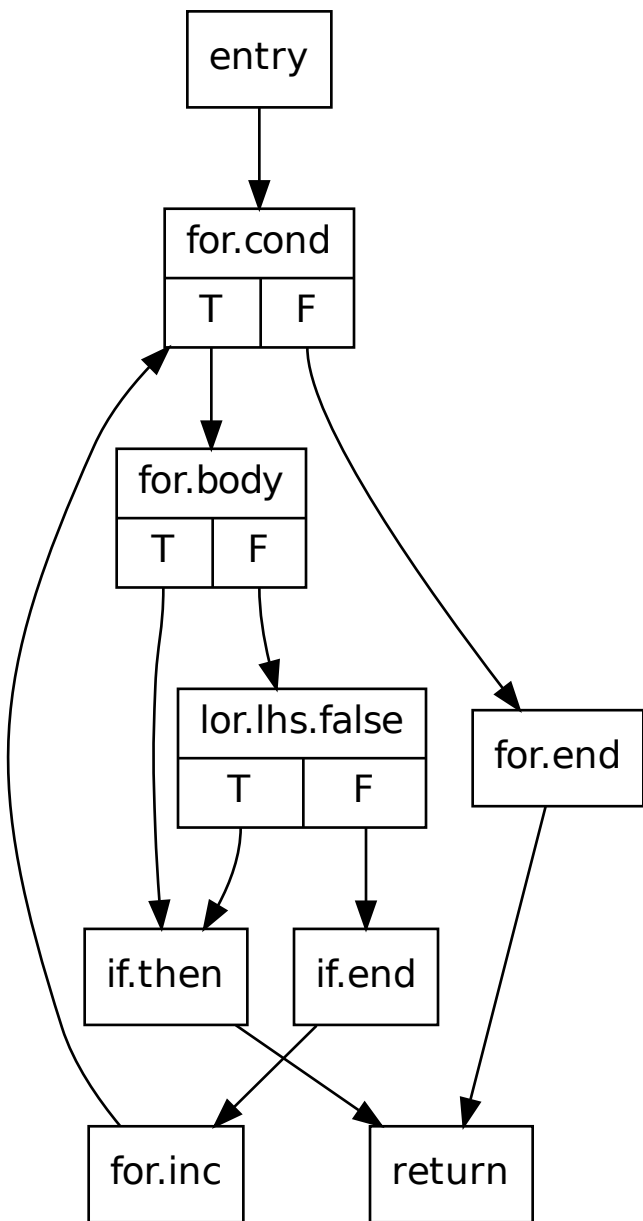 entry
for.cond
T F
for.body
T F
lor.lhs.false
T F
for.end
if.then
if.end
for.inc
return